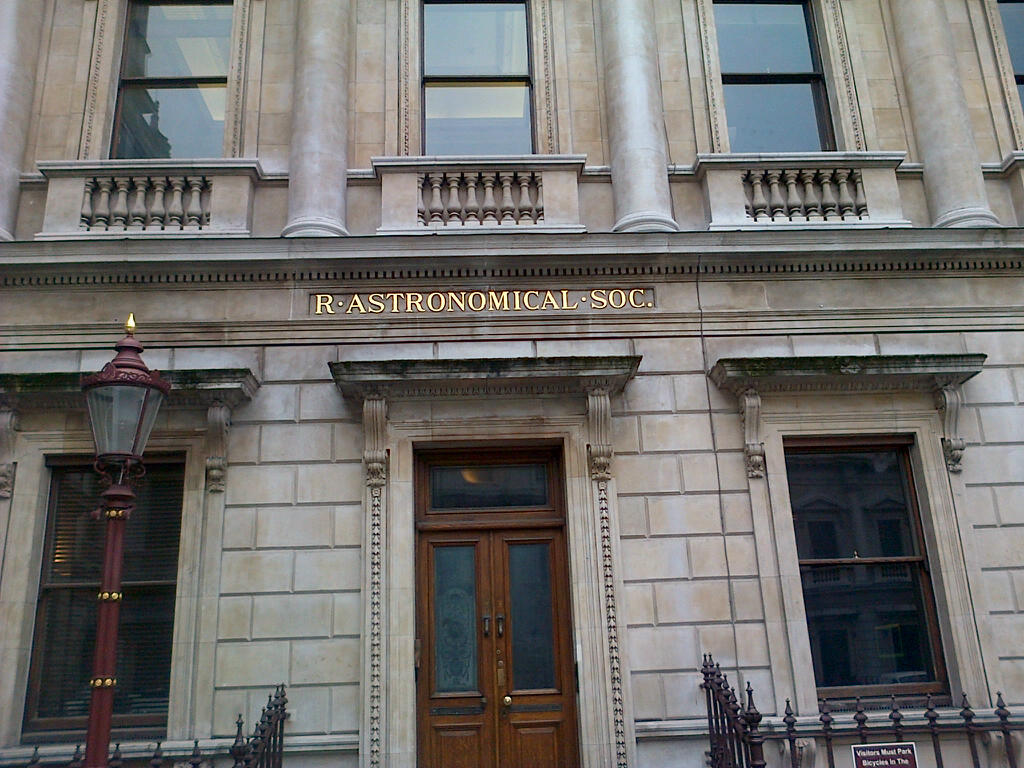 R·ASTRONOMICAL·SOC.
Visitors Must Park
Bicycles In The